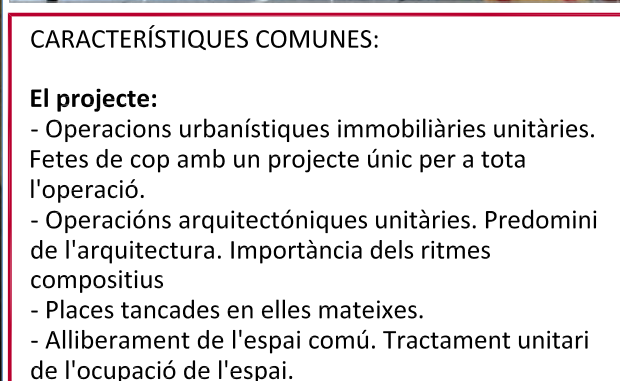 CARACTERÍSTIQUES COMUNES:
El projecte:
- Operacions urbanístiques immobiliàries unitàries.
Fetes de cop amb un projecte únic per a tota
l'operació.
- Operacións arquitectóniques unitàries. Predomini
de l'arquitectura. Importància dels ritmes
compositius
- Places tancades en elles mateixes.
- Alliberament de l'espai comú. Tractament unitari
de l'ocupació de l'espai.